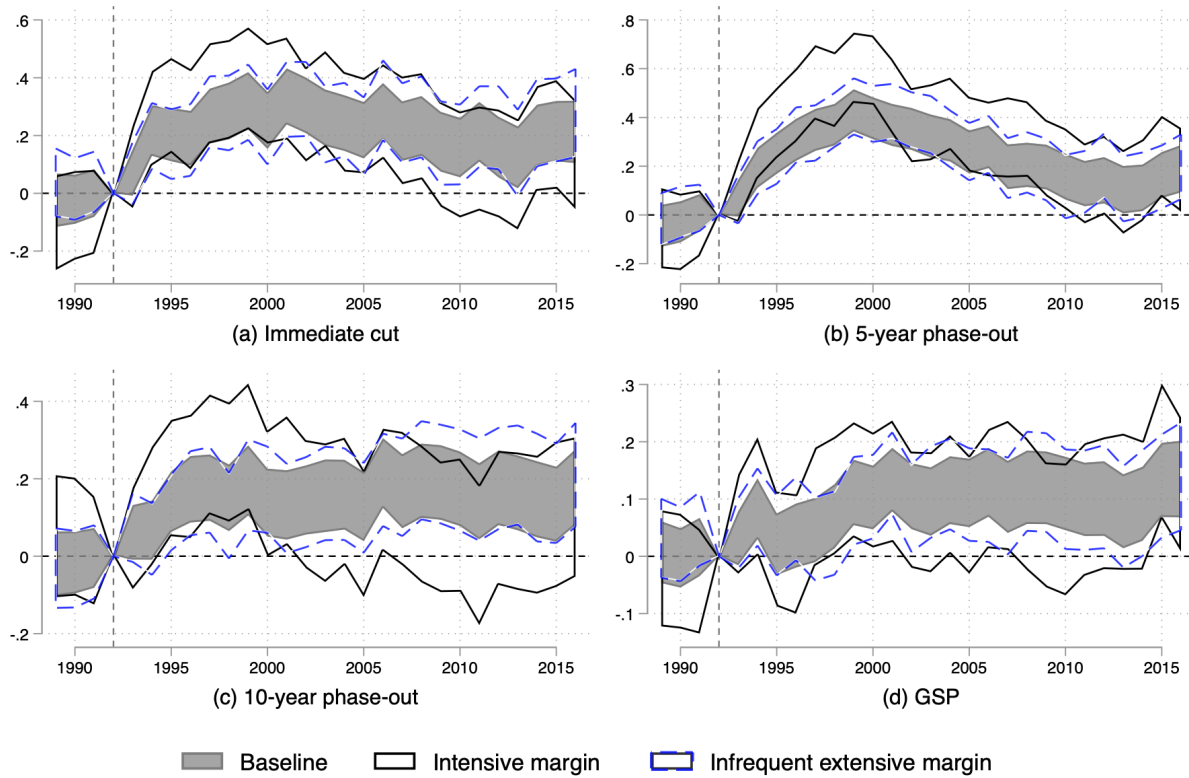 .6
.4
.2
0
-.2
1990 1995 2000 2005 2010 2015
(a) Immediate cut
.8
.6
.4
.2
0
-.2
1990 1995 2000 2005 2010 2015
(b) 5-year phase-out
.4
.2
0
-.2
1990 1995 2000 2005 2010 2015
(c) 10-year phase-out
.3
.2
.1
0
-.1
1990 1995 2000 2005 2010 2015
(d) GSP
Baseline Intensive margin Infrequent extensive margin